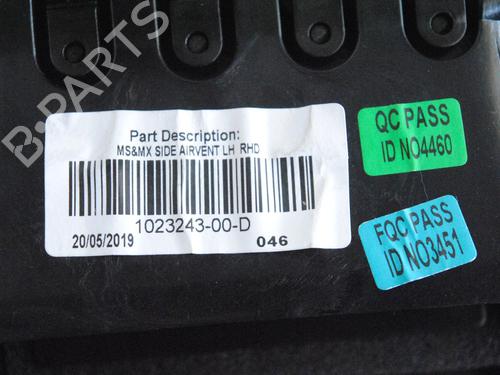 B-PARTS
Part Description:
MS&MX SIDE AIRVENT LH RHD
1023243-00-D
20/05/2019
046
QC PASS
ID NO4460
FQC PASS
ID NO3451